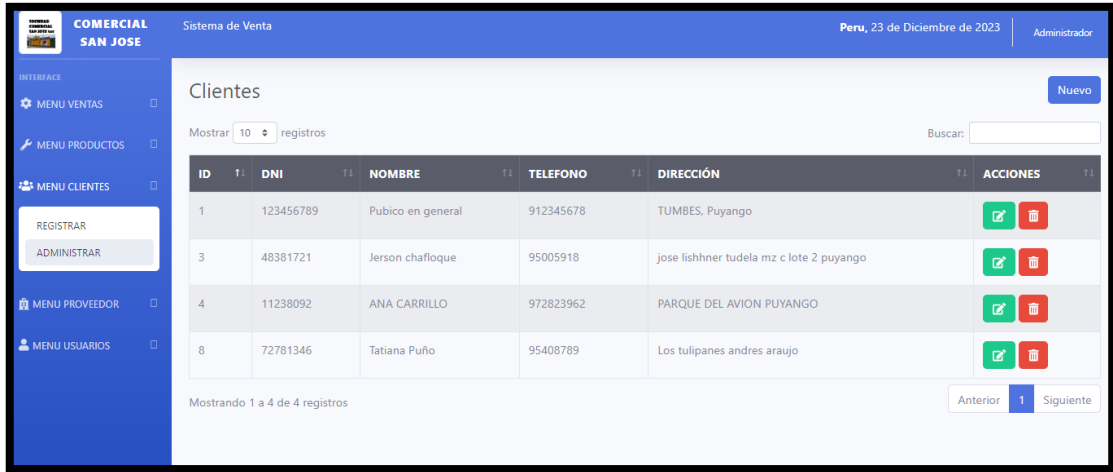 SOCIEDAD
COMERCIAL
SAN JOSE
COMERCIAL
SAN JOSE
Sistema de Venta
Peru, 23 de Diciembre de 2023
Administrador
INTERFACE
MENU VENTAS
MENU PRODUCTOS
MENU CLIENTES
REGISTRAR
ADMINISTRAR
MENU PROVEEDOR
MENU USUARIOS
Clientes
Nuevo
Mostrar 10 registros
Buscar:
ID DNI NOMBRE TELEFONO DIRECCIÓN ACCIONES
1 123456789 Pubico en general 912345678 TUMBES, Puyango
3 48381721 Jerson chafloque 95005918 jose lishhner tudela mz c lote 2 puyango
4 11238092 ANA CARRILLO 972823962 PARQUE DEL AVION PUYANGO
8 72781346 Tatiana Puño 95408789 Los tulipanes andres araujo
Mostrando 1 a 4 de 4 registros
Anterior 1 Siguiente